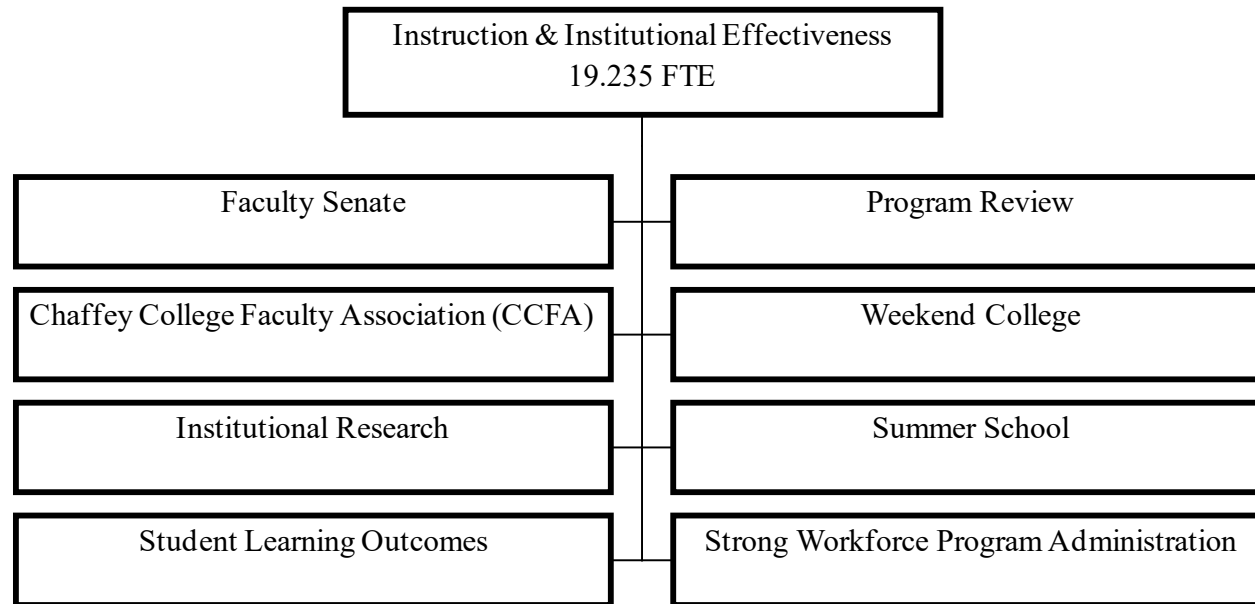 Instruction & Institutional Effectiveness
19.235 FTE
Faculty Senate
Program Review
Chaffey College Faculty Association (CCFA)
Weekend College
Institutional Research
Summer School
Student Learning Outcomes
Strong Workforce Program Administration